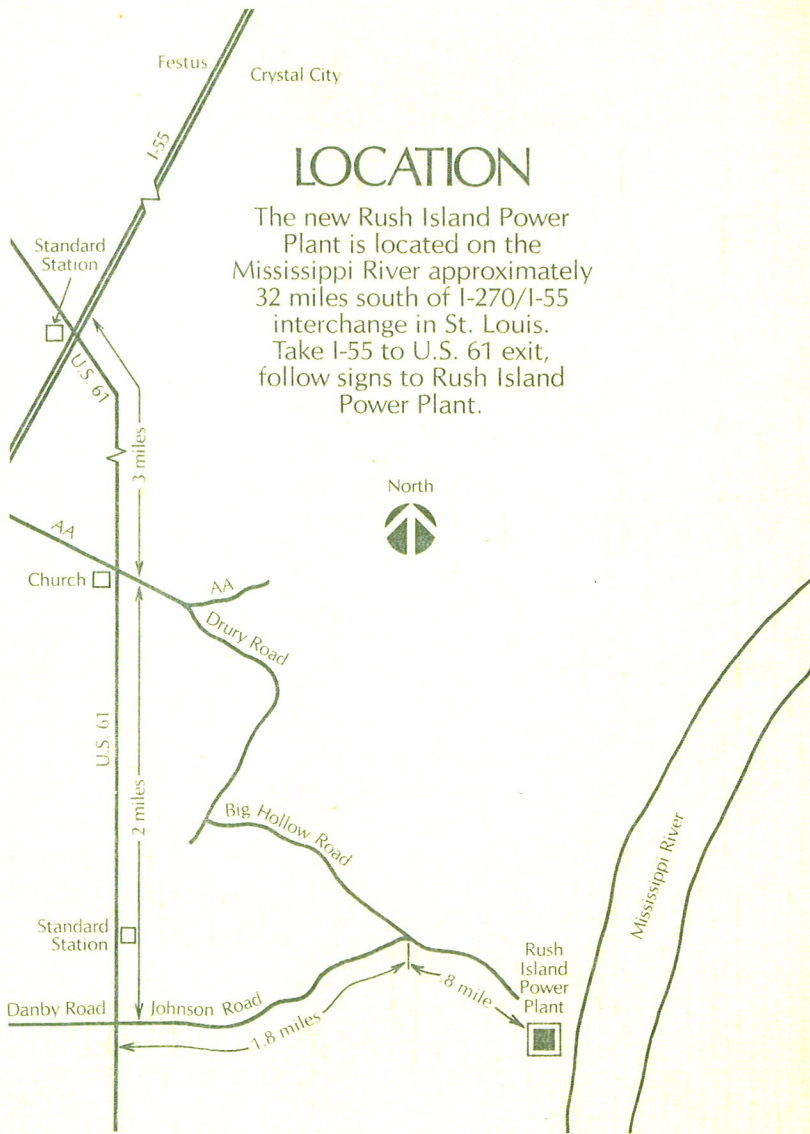 Festus
Crystal City
I-55
LOCATION
The new Rush Island Power
Plant is located on the
Mississippi River approximately
32 miles south of I-270/I-55
interchange in St. Louis.
Take I-55 to U.S. 61 exit,
follow signs to Rush Island
Power Plant.
Standard
Station
U.S. 61
3 miles
North
AA
Church
AA
Drury Road
U.S. 61
2 miles
Big Hollow Road
Mississippi River
Standard
Station
Rush
Island
Power
Plant
.8 mile
Danby Road
Johnson Road
1.8 miles